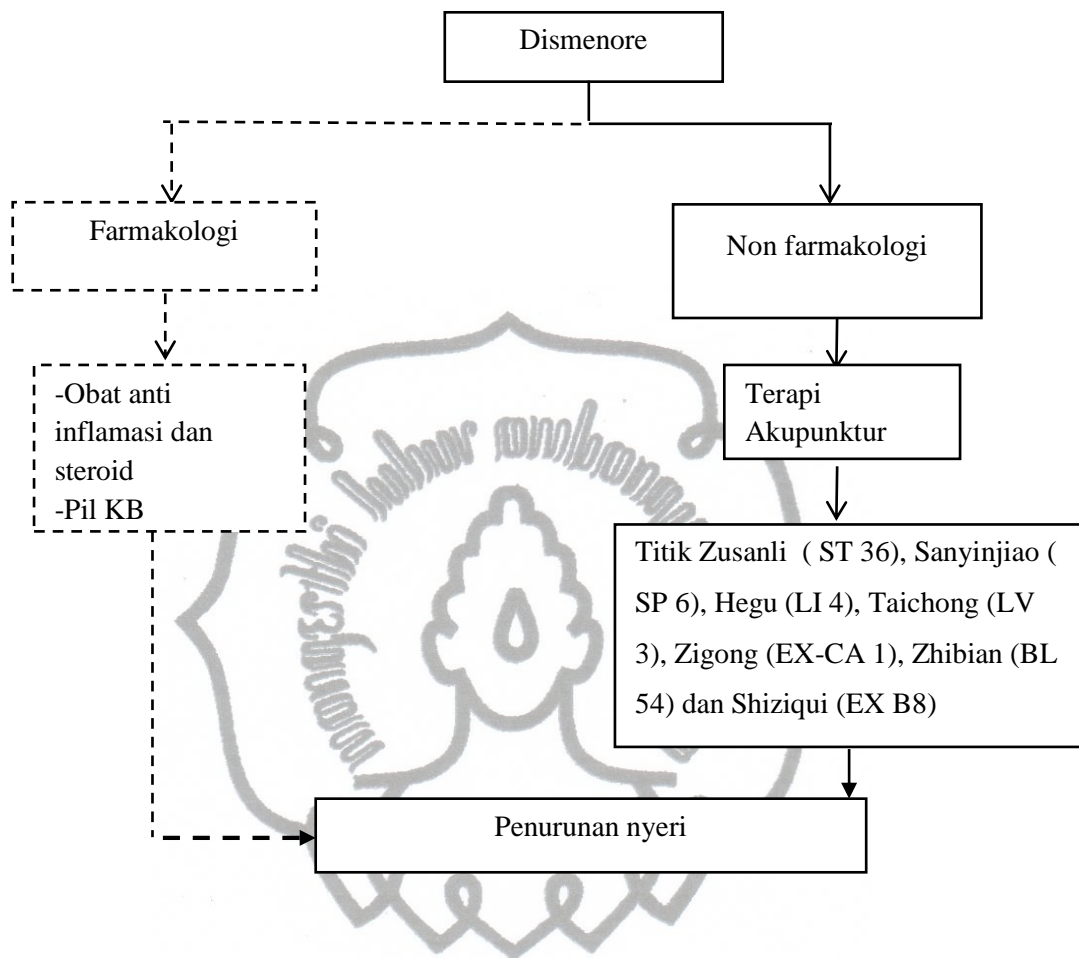 Dismenore
Farmakologi
Non farmakologi
-Obat anti
inflamasi dan
steroid
-Pil KB
Terapi
Akupunktur
Titik Zusanli ( ST 36), Sanyinjiao (
SP 6), Hegu (LI 4), Taichong (LV
3), Zigong (EX-CA 1), Zhibian (BL
54) dan Shiziqui (EX B8)
Penurunan nyeri